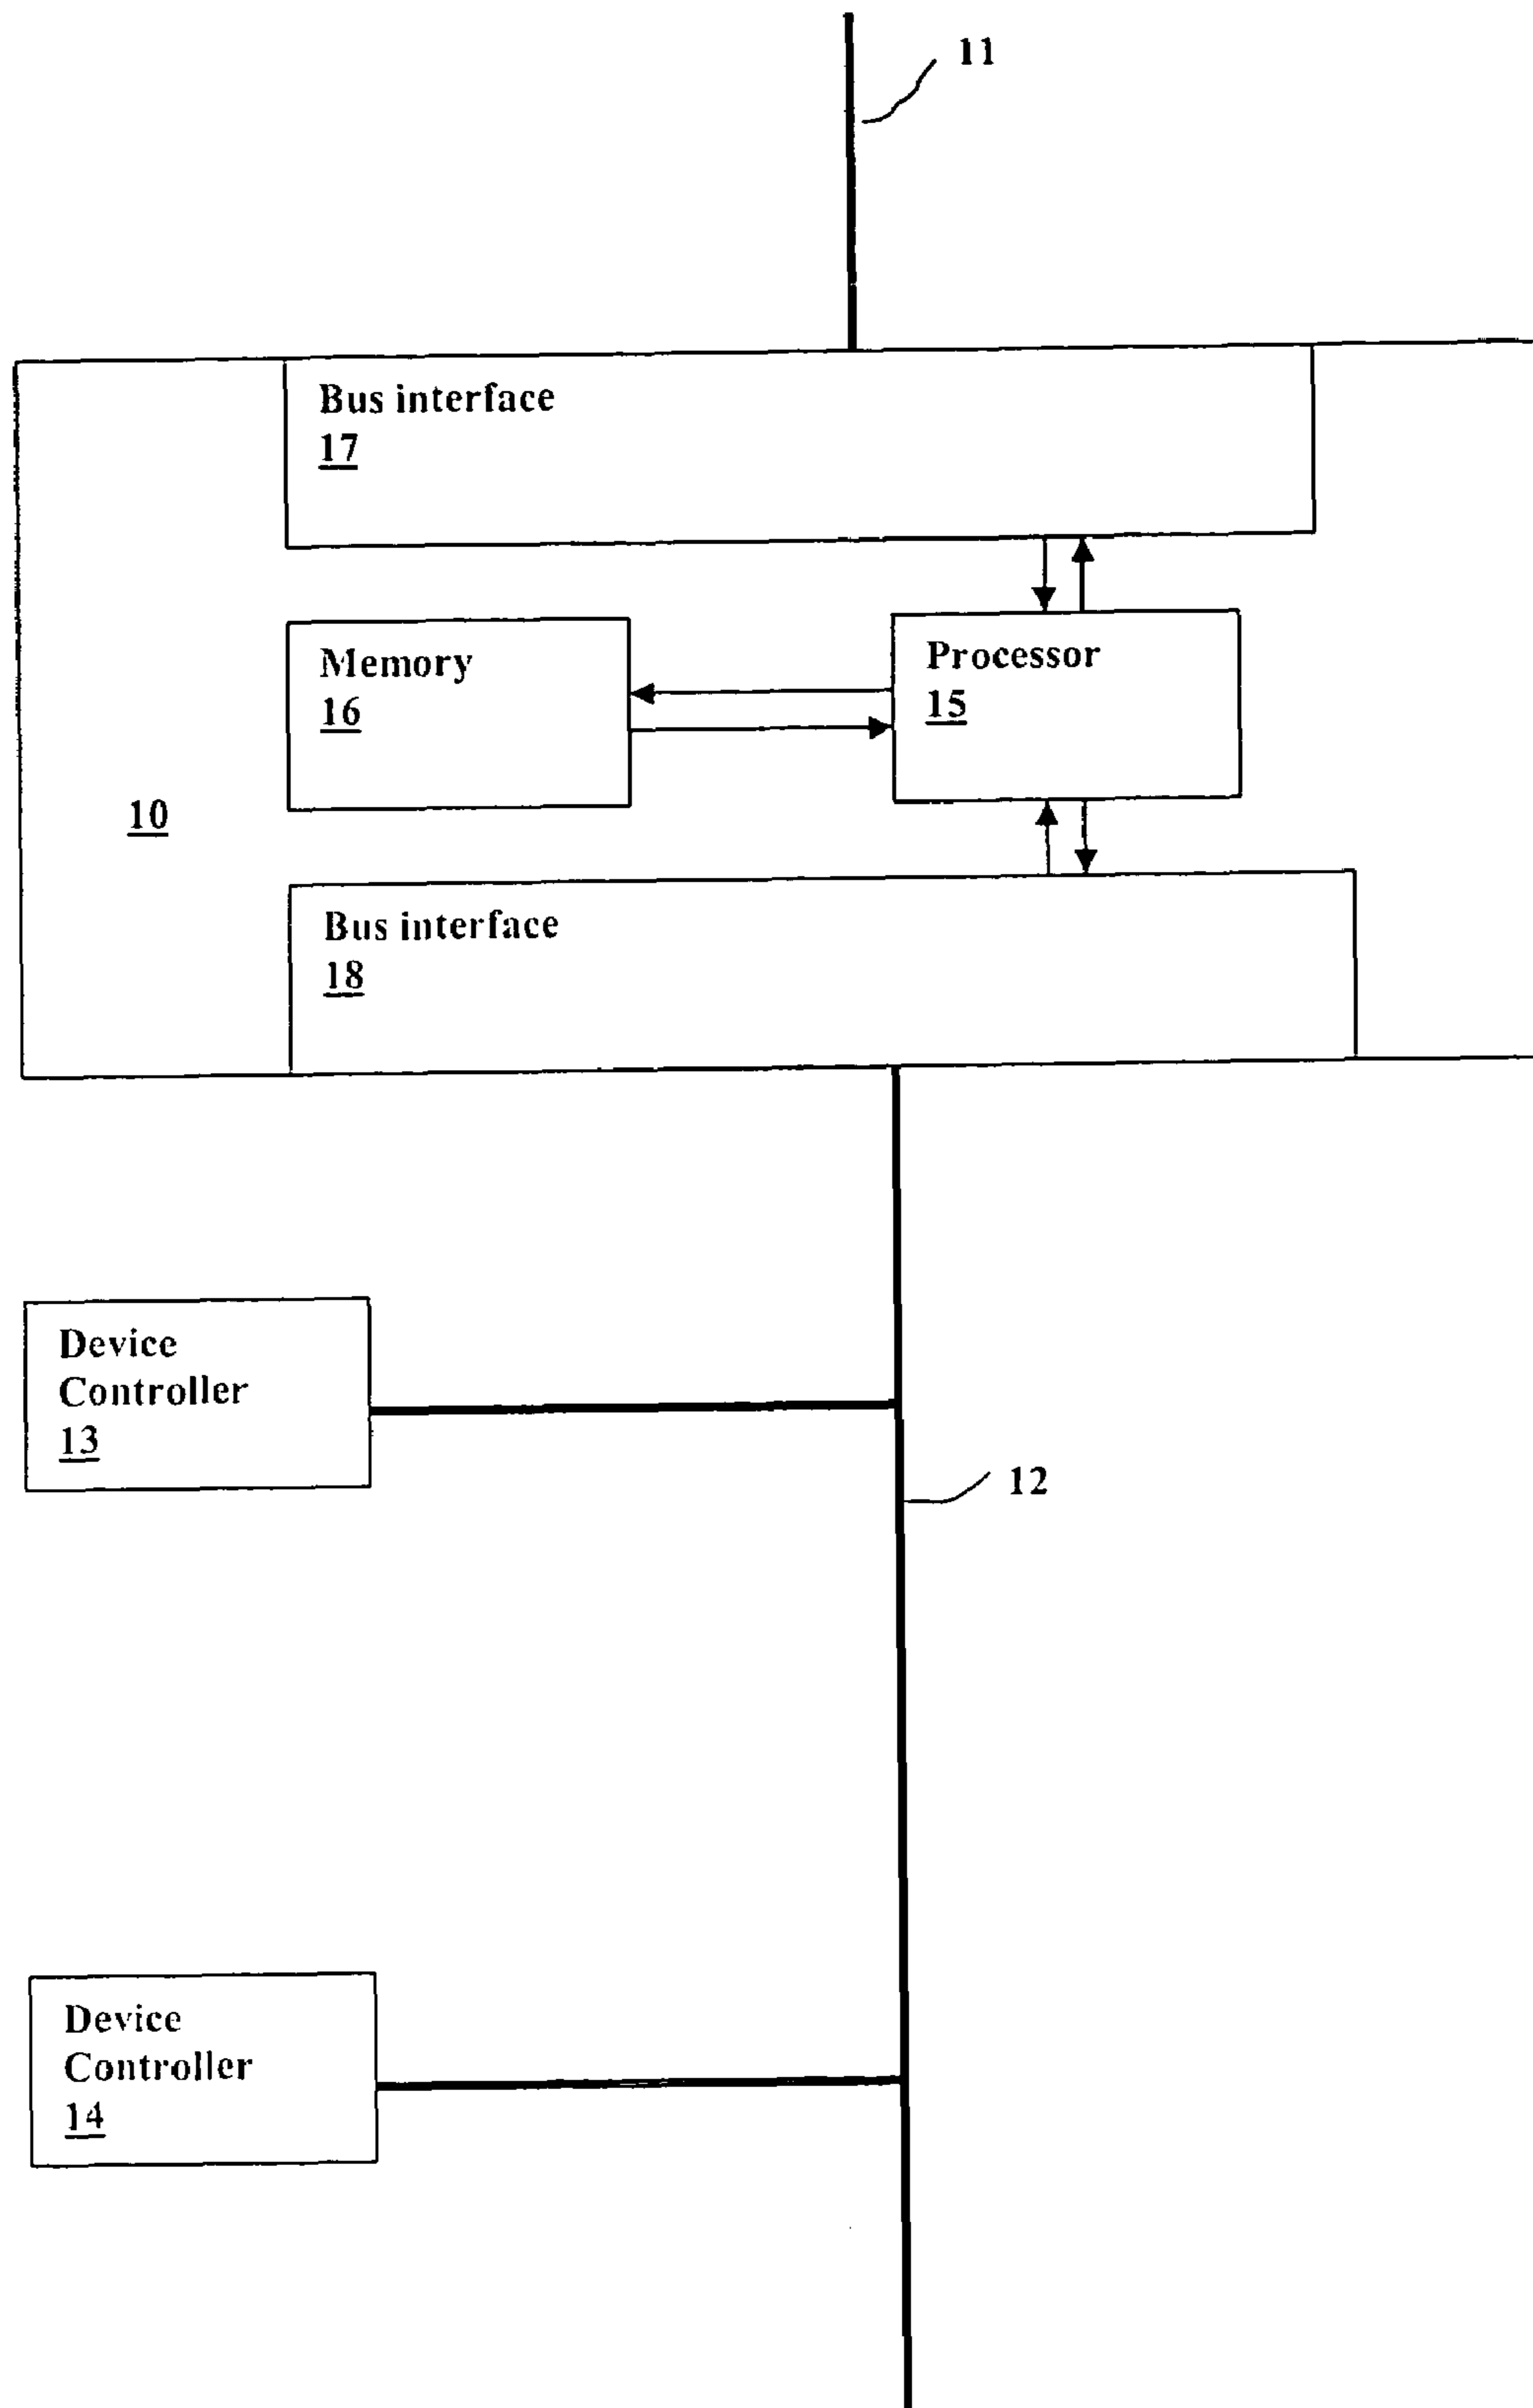 11
Bus interface
17
Memory
16
Processor
15
10
Bus interface
18
Device
Controller
13
12
Device
Controller
14